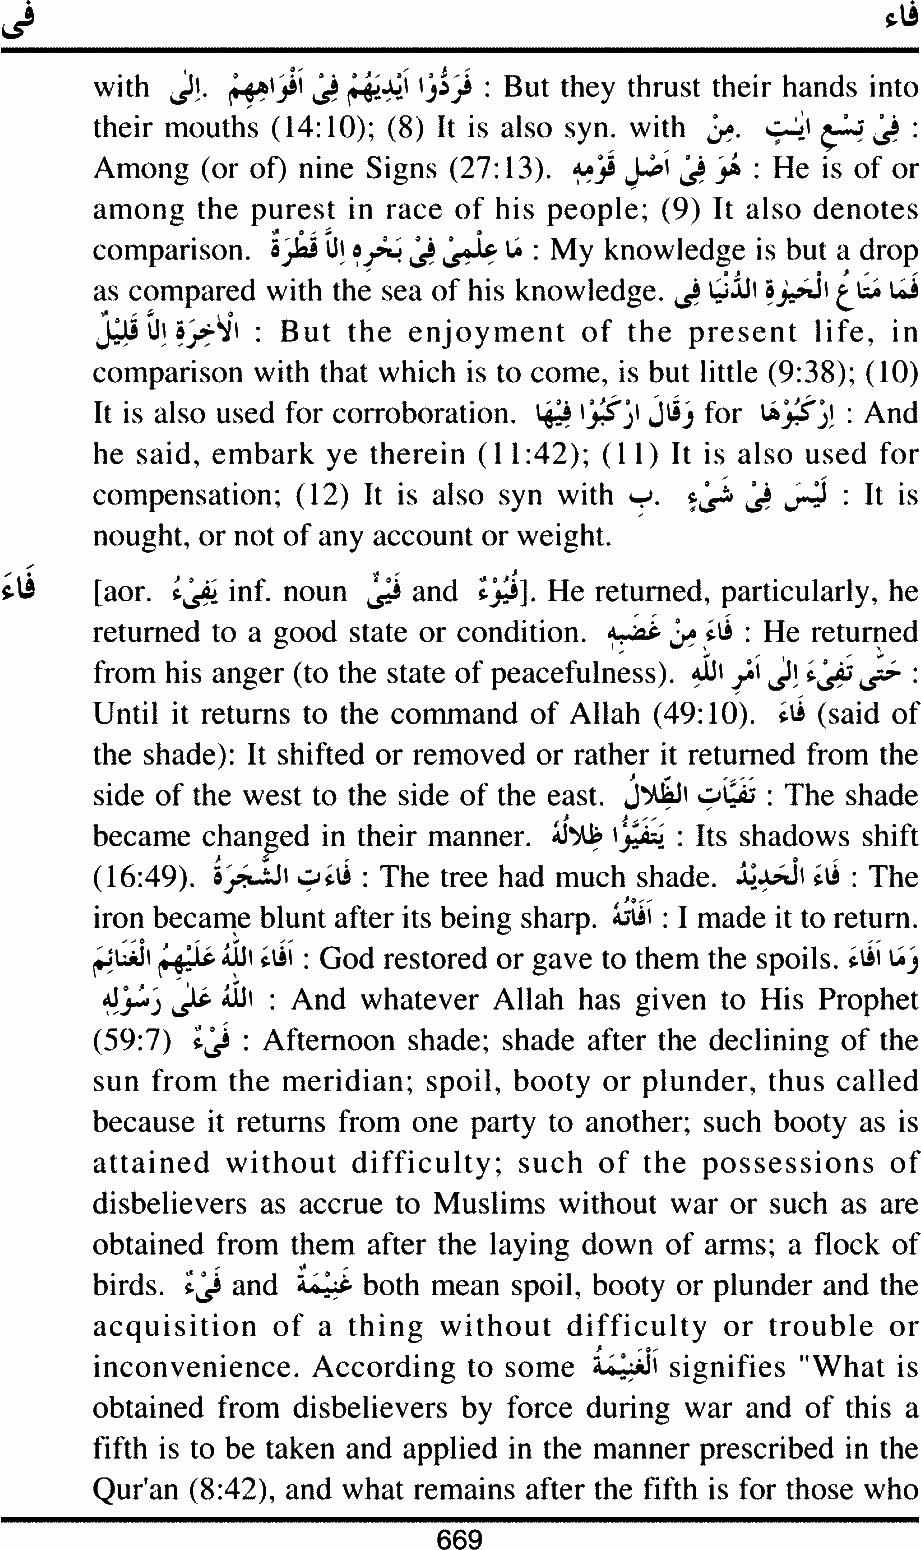 فی فاء
with اِلٰی. فَرَدُّوْا اَيْدِيَهُمْ فِیْ اَفْوَاهِهِمْ : But they thrust their hands into
their mouths (14:10); (8) It is also syn. with مِنْ. فِیْ تِسْعِ اٰيٰتٍ :
Among (or of) nine Signs (27:13). هُوَ فِیْ اَصْلِ قَوْمِهٖ : He is of or
among the purest in race of his people; (9) It also denotes
comparison. مَا عِلْمِیْ فِیْ بَحْرِهٖ اِلَّا قَطْرَةٌ : My knowledge is but a drop
as compared with the sea of his knowledge. فَمَا مَتَاعُ الْحَيٰوةِ الدُّنْيَا فِی
الْاٰخِرَةِ اِلَّا قَلِيْلٌ : But the enjoyment of the present life, in
comparison with that which is to come, is but little (9:38); (10)
It is also used for corroboration. وَقَالَ ارْكَبُوْا فِيْهَا for اِرْكَبُوْهَا : And
he said, embark ye therein (11:42); (11) It is also used for
compensation; (12) It is also syn with بِ. لَيْسَ فِیْ شَیْءٍ : It is
nought, or not of any account or weight.
فَاءَ [aor. يَفِیْءُ inf. noun فَیْءٌ and فُيُوْءٌ]. He returned, particularly, he
returned to a good state or condition. فَاءَ مِنْ غَضَبِهٖ : He returned
from his anger (to the state of peacefulness). حَتّٰی تَفِیْءَ اِلٰی اَمْرِ اللّٰهِ :
Until it returns to the command of Allah (49:10). فَاءَ (said of
the shade): It shifted or removed or rather it returned from the
side of the west to the side of the east. تَفَيَّاَتِ الظِّلَالُ : The shade
became changed in their manner. يَتَفَيَّؤُا ظِلَالُهٗ : Its shadows shift
(16:49). فَاءَتِ الشَّجَرَةُ : The tree had much shade. فَاءَ الْحَدِيْدُ : The
iron became blunt after its being sharp. اَفَاْتُهٗ : I made it to return.
اَفَاءَ اللّٰهُ عَلَيْهِمُ الْغَنَائِمَ : God restored or gave to them the spoils. وَمَا اَفَاءَ
اللّٰهُ عَلٰی رَسُوْلِهٖ : And whatever Allah has given to His Prophet
(59:7) فَیْءٌ : Afternoon shade; shade after the declining of the
sun from the meridian; spoil, booty or plunder, thus called
because it returns from one party to another; such booty as is
attained without difficulty; such of the possessions of
disbelievers as accrue to Muslims without war or such as are
obtained from them after the laying down of arms; a flock of
birds. فَیْءٌ and غَنِيْمَةٌ both mean spoil, booty or plunder and the
acquisition of a thing without difficulty or trouble or
inconvenience. According to some اَلْغَنِيْمَةُ signifies "What is
obtained from disbelievers by force during war and of this a
fifth is to be taken and applied in the manner prescribed in the
Qur'an (8:42), and what remains after the fifth is for those who
669